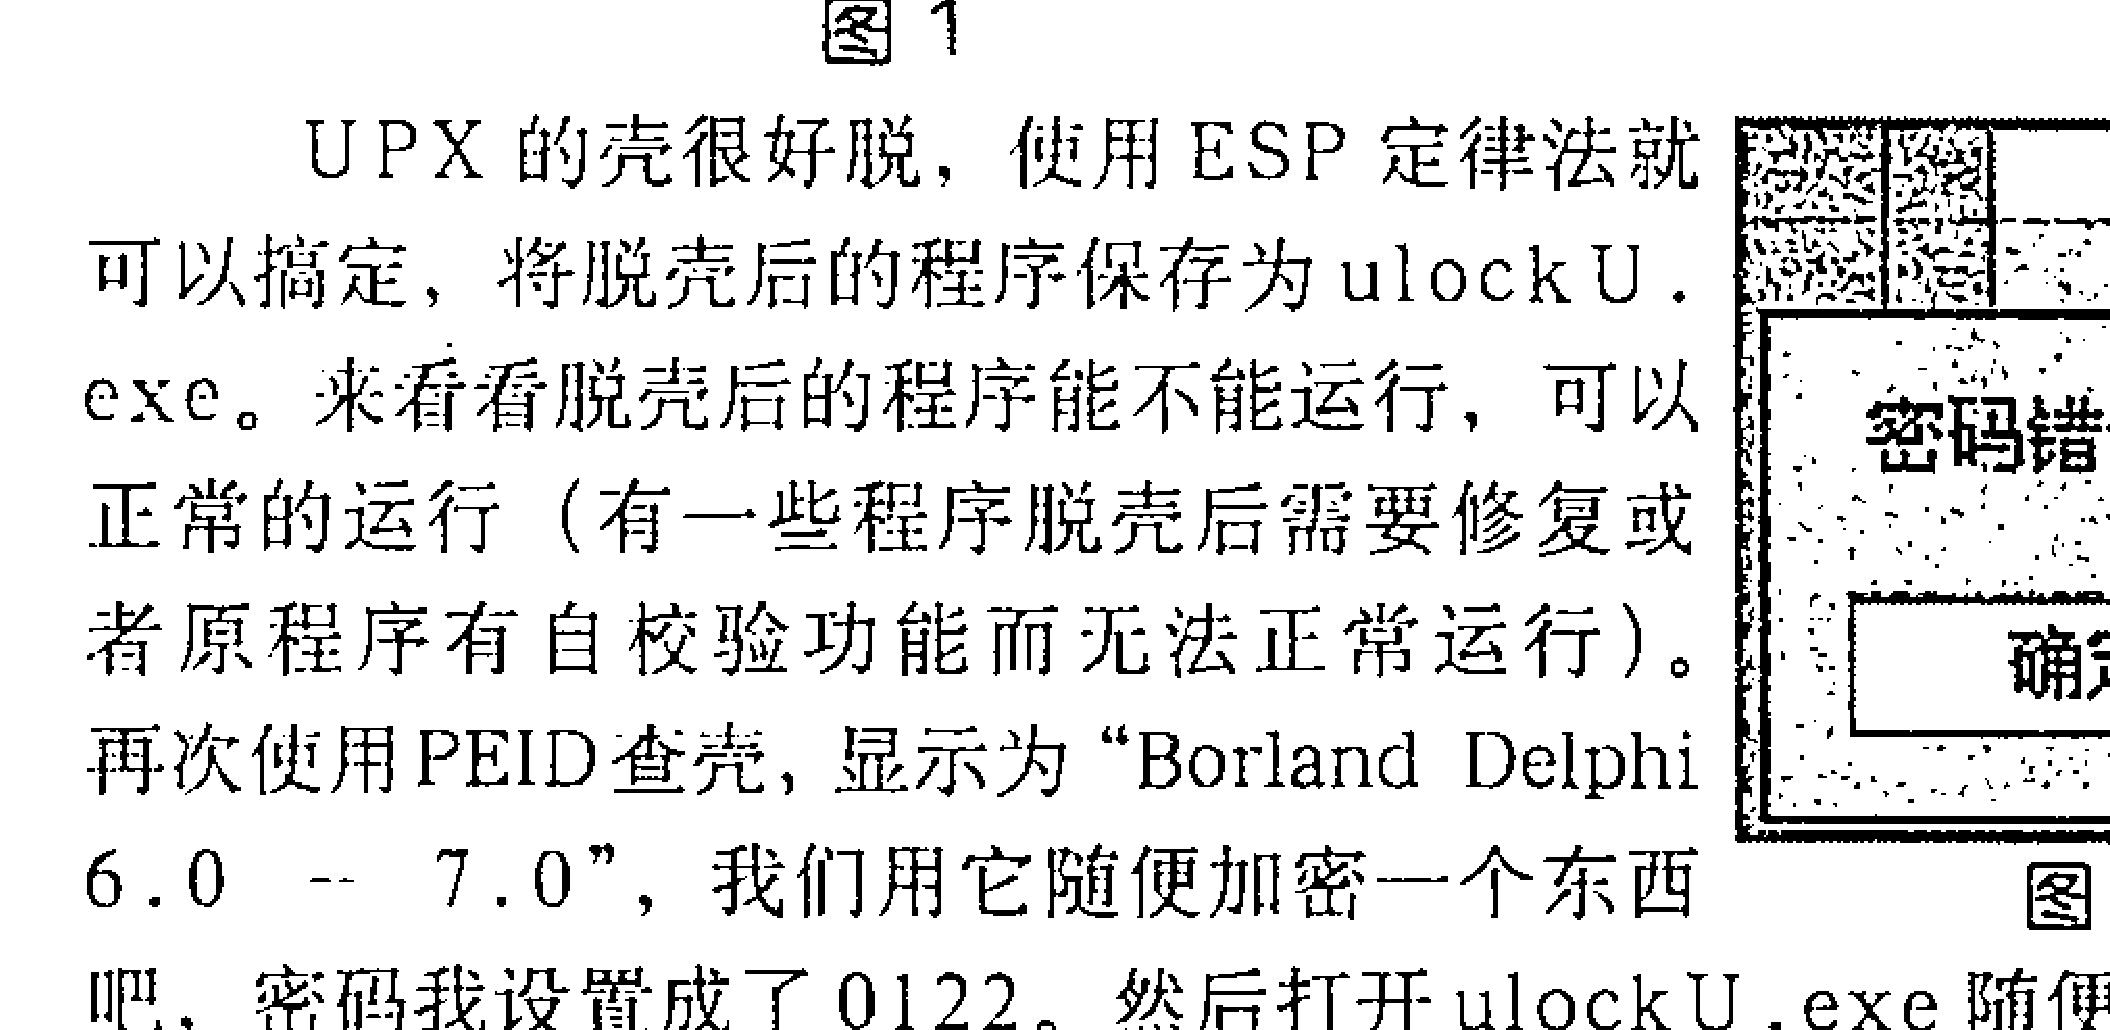 图 1
UPX 的壳很好脱，使用 ESP 定律法就
可以搞定，将脱壳后的程序保存为 ulockU.
exe。来看看脱壳后的程序能不能运行，可以
正常的运行（有一些程序脱壳后需要修复或
者原程序有自校验功能而无法正常运行）。
再次使用PEID查壳，显示为“Borland Delphi
6.0 -- 7.0”，我们用它随便加密一个东西
吧，密码我设置成了 0122。然后打开 ulockU.exe 随便
密码错
确定
图